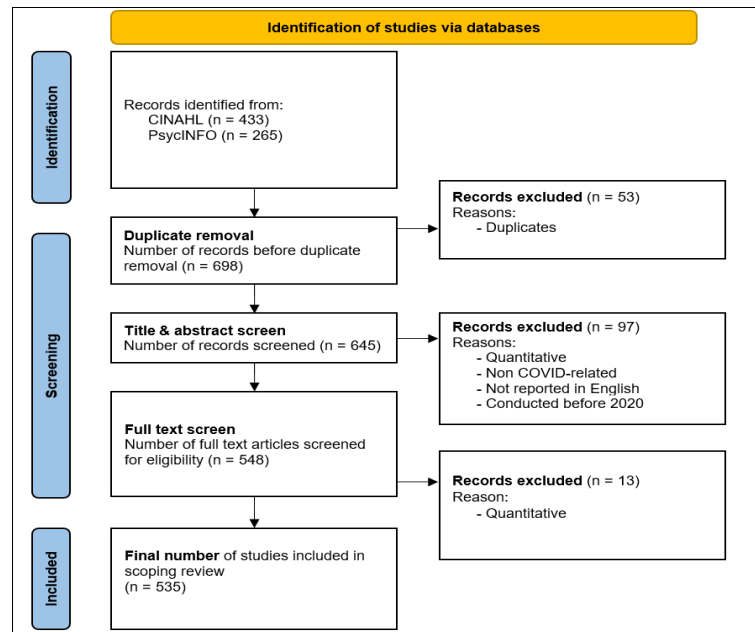 Identification of studies via databases
Identification
Records identified from:
CINAHL (n = 433)
PsycINFO (n = 265)
Records excluded (n = 53)
Reasons:
- Duplicates
Screening
Duplicate removal
Number of records before duplicate
removal (n = 698)
Title & abstract screen
Number of records screened (n = 645)
Records excluded (n = 97)
Reasons:
- Quantitative
- Non COVID-related
- Not reported in English
- Conducted before 2020
Full text screen
Number of full text articles screened
for eligibility (n = 548)
Records excluded (n = 13)
Reason:
- Quantitative
Included
Final number of studies included in
scoping review
(n = 535)